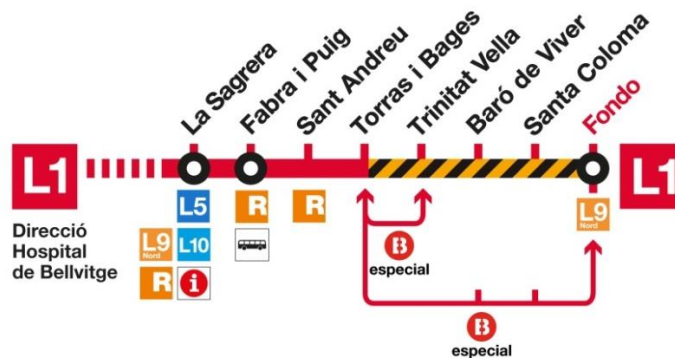 La Sagrera
Fabra i Puig
Sant Andreu
Torras i Bages
Trinitat Vella
Baró de Viver
Santa Coloma
Fondo
L1
L1
Direcció
Hospital
de Bellvitge
L5
R
R
L9
Nord
L10
R
i
L9
Nord
B
especial
B
especial